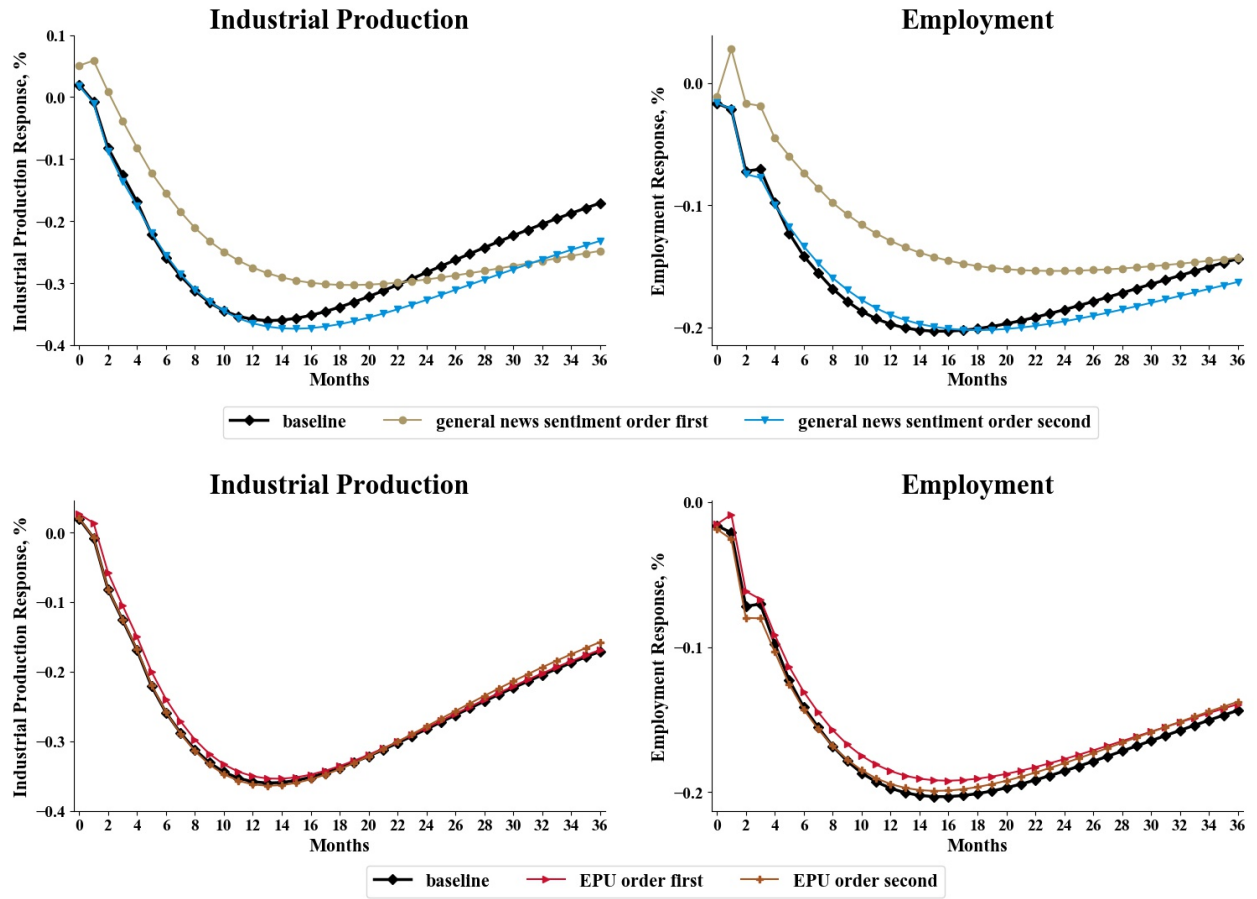 Industrial Production
Employment
Industrial Production Response, %
0.1
0.0
−0.1
−0.2
−0.3
−0.4
0 2 4 6 8 10 12 14 16 18 20 22 24 26 28 30 32 34 36
Months
Employment Response, %
0.0
−0.1
−0.2
0 2 4 6 8 10 12 14 16 18 20 22 24 26 28 30 32 34 36
Months
baseline general news sentiment order first general news sentiment order second
Industrial Production
Employment
Industrial Production Response, %
0.0
−0.1
−0.2
−0.3
−0.4
0 2 4 6 8 10 12 14 16 18 20 22 24 26 28 30 32 34 36
Months
Employment Response, %
0.0
−0.1
−0.2
0 2 4 6 8 10 12 14 16 18 20 22 24 26 28 30 32 34 36
Months
baseline EPU order first EPU order second